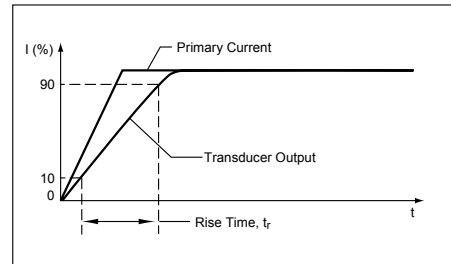 I (%)
Primary Current
90
Transducer Output
10
0
t
Rise Time, tr